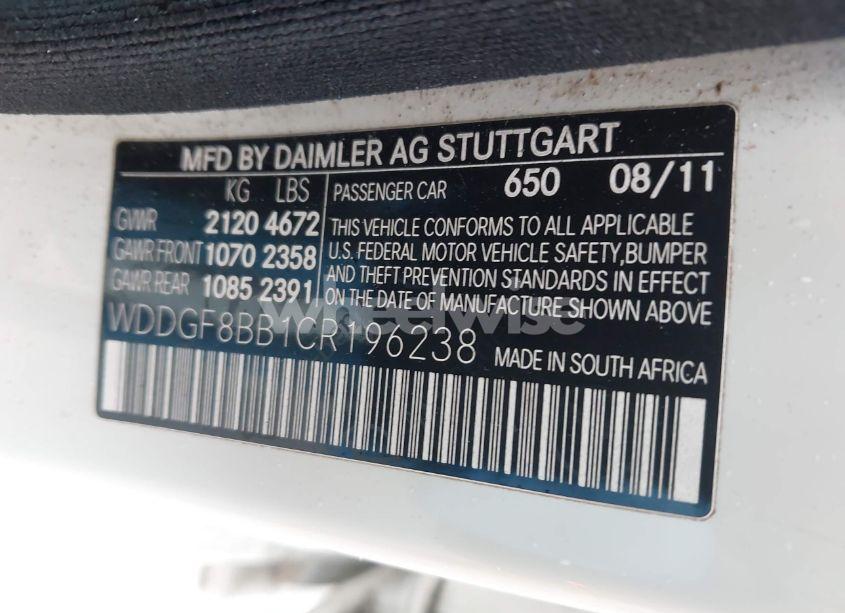 MFD BY DAIMLER AG STUTTGART
KG LBS
GVWR 2120 4672
GAWR FRONT 1070 2358
GAWR REAR 1085 2391
PASSENGER CAR 650 08/11
THIS VEHICLE CONFORMS TO ALL APPLICABLE
U.S. FEDERAL MOTOR VEHICLE SAFETY,BUMPER
AND THEFT PREVENTION STANDARDS IN EFFECT
ON THE DATE OF MANUFACTURE SHOWN ABOVE
wheelwise
WDDGF8BB1CR196238 MADE IN SOUTH AFRICA